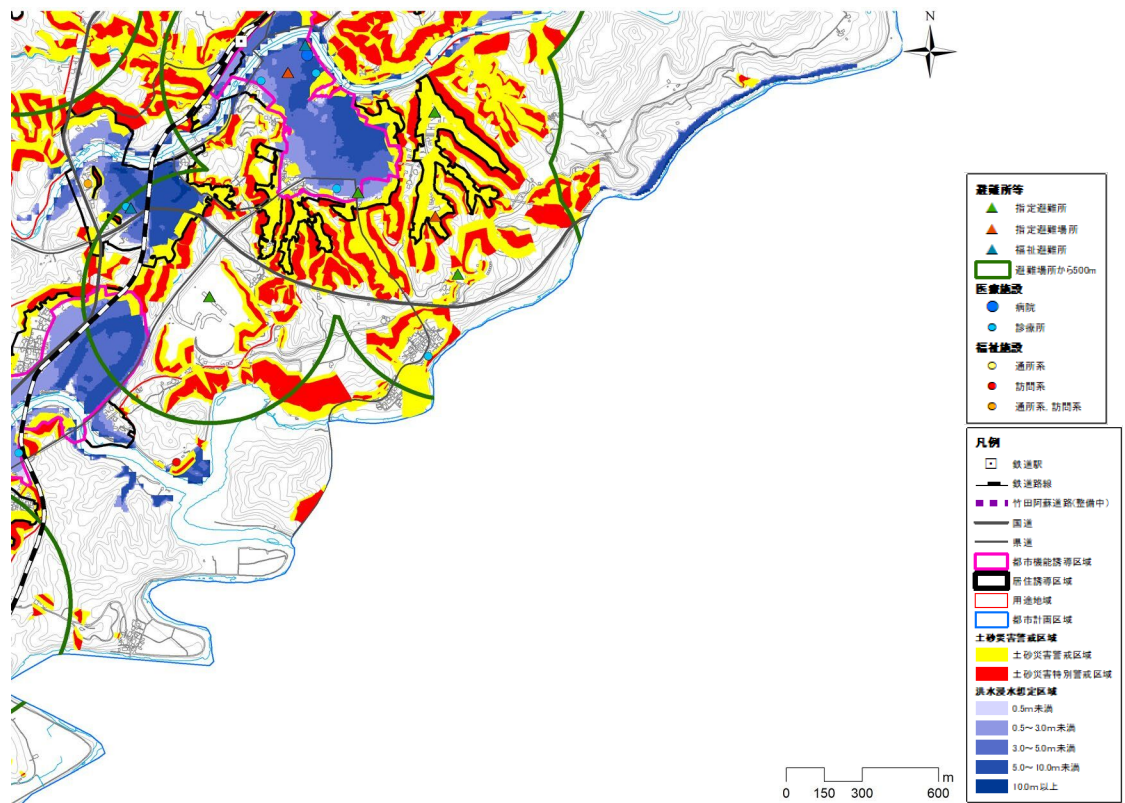 N
避難所等
指定避難所
指定避難場所
福祉避難所
避難場所から500m
医療施設
病院
診療所
福祉施設
通所系
訪問系
通所系, 訪問系
凡例
鉄道駅
鉄道路線
竹田阿蘇道路(整備中)
国道
県道
都市機能誘導区域
居住誘導区域
用途地域
都市計画区域
土砂災害警戒区域
土砂災害警戒区域
土砂災害特別警戒区域
洪水浸水想定区域
0.5m未満
0.5～3.0m未満
3.0～5.0m未満
5.0～10.0m未満
10.0m以上
m
0 150 300 600